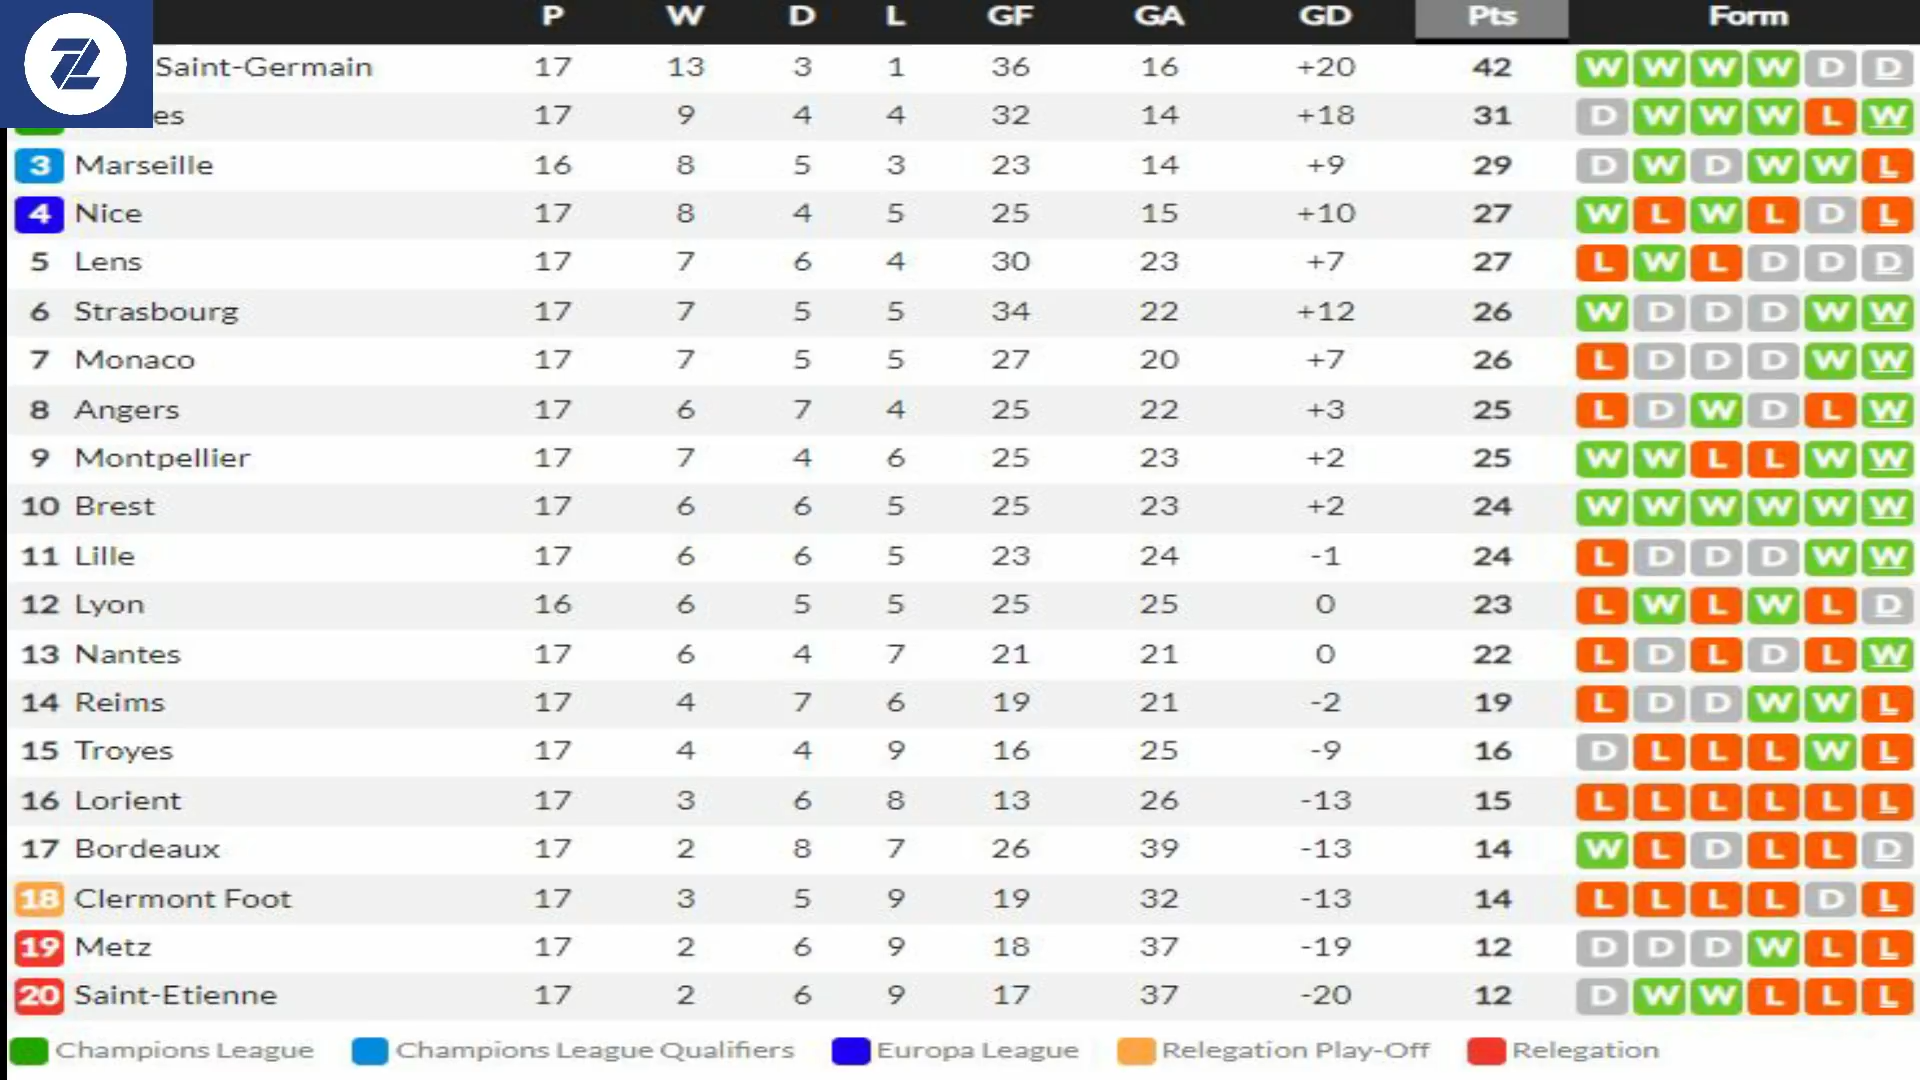 P W D L GF GA GD Pts Form
Saint-Germain 17 13 3 1 36 16 +20 42 W W W W D D
es 17 9 4 4 32 14 +18 31 D W W W L W
3 Marseille 16 8 5 3 23 14 +9 29 D W D W W L
4 Nice 17 8 4 5 25 15 +10 27 W L W L D L
5 Lens 17 7 6 4 30 23 +7 27 L W L D D D
6 Strasbourg 17 7 5 5 34 22 +12 26 W D D D W W
7 Monaco 17 7 5 5 27 20 +7 26 L D D D W W
8 Angers 17 6 7 4 25 22 +3 25 L D W D L W
9 Montpellier 17 7 4 6 25 23 +2 25 W W L L W W
10 Brest 17 6 6 5 25 23 +2 24 W W W W W W
11 Lille 17 6 6 5 23 24 -1 24 L D D D W W
12 Lyon 16 6 5 5 25 25 0 23 L W L W L D
13 Nantes 17 6 4 7 21 21 0 22 L D L D L W
14 Reims 17 4 7 6 19 21 -2 19 L D D W W L
15 Troyes 17 4 4 9 16 25 -9 16 D L L L W L
16 Lorient 17 3 6 8 13 26 -13 15 L L L L L L
17 Bordeaux 17 2 8 7 26 39 -13 14 W L D L L D
18 Clermont Foot 17 3 5 9 19 32 -13 14 L L L L D L
19 Metz 17 2 6 9 18 37 -19 12 D D D W L L
20 Saint-Etienne 17 2 6 9 17 37 -20 12 D W W L L L
Champions League Champions League Qualifiers Europa League Relegation Play-Off Relegation